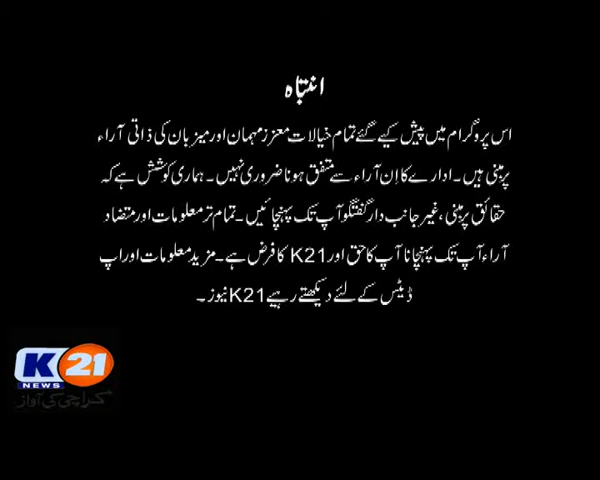 انتباہ
اس پروگرام میں پیش کیے گئے تمام خیالات معزز مہمان اور میزبان کی ذاتی آراء
پر مبنی ہیں۔ ادارے کا اِن آراء سے متفق ہونا ضروری نہیں۔ ہماری کوشش ہے کہ
حقائق پر مبنی، غیر جانب دار گفتگو آپ تک پہنچائیں۔ تمام تر معلومات اور متضاد
آراء آپ تک پہنچانا آپ کا حق اور K21 کا فرض ہے۔ مزید معلومات اور اپ
ڈیٹس کے لئے دیکھتے رہیے K21 نیوز۔
K21
NEWS
کراچی کی آواز